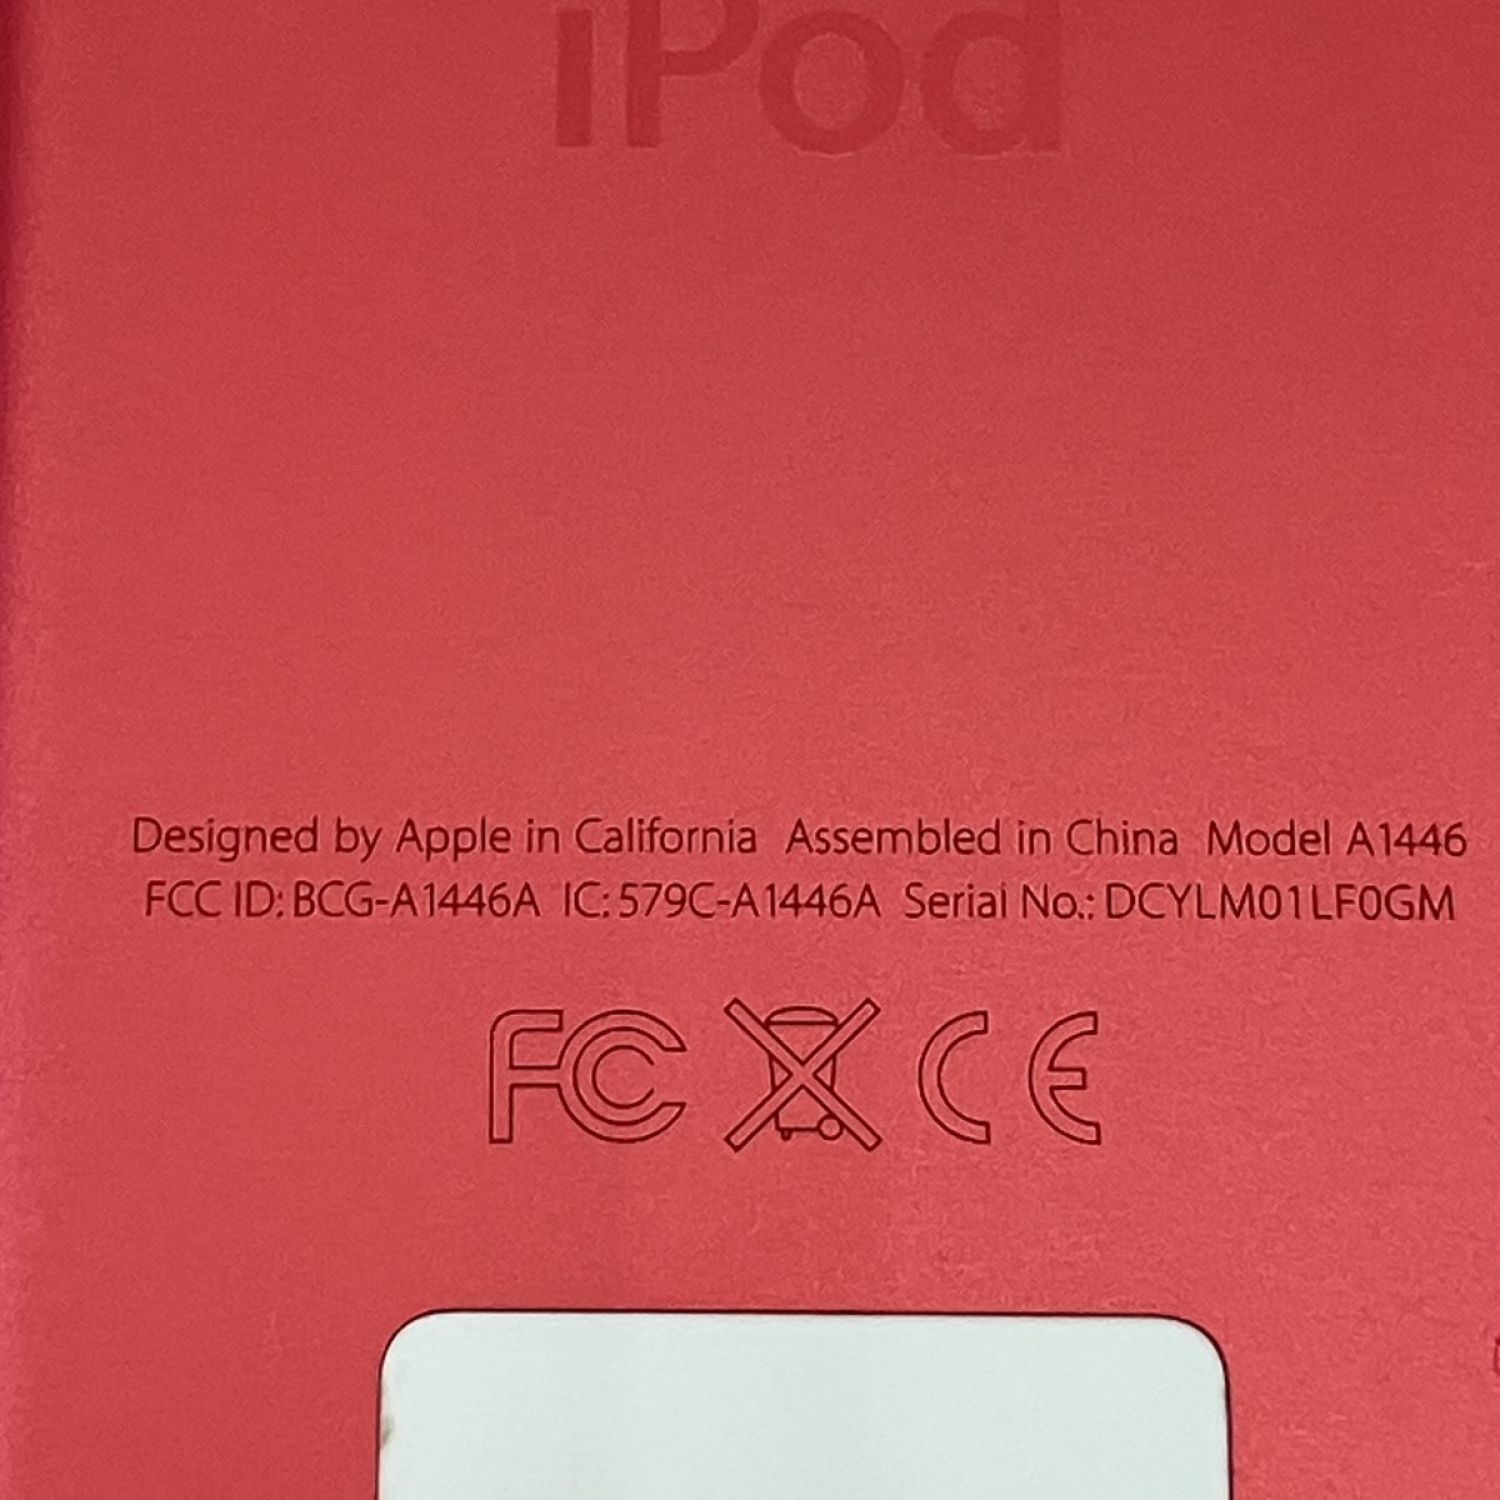 iPod
Designed by Apple in California Assembled in China Model A1446
FCC ID: BCG-A1446A IC: 579C-A1446A Serial No.: DCYLM01LF0GM
FC CE